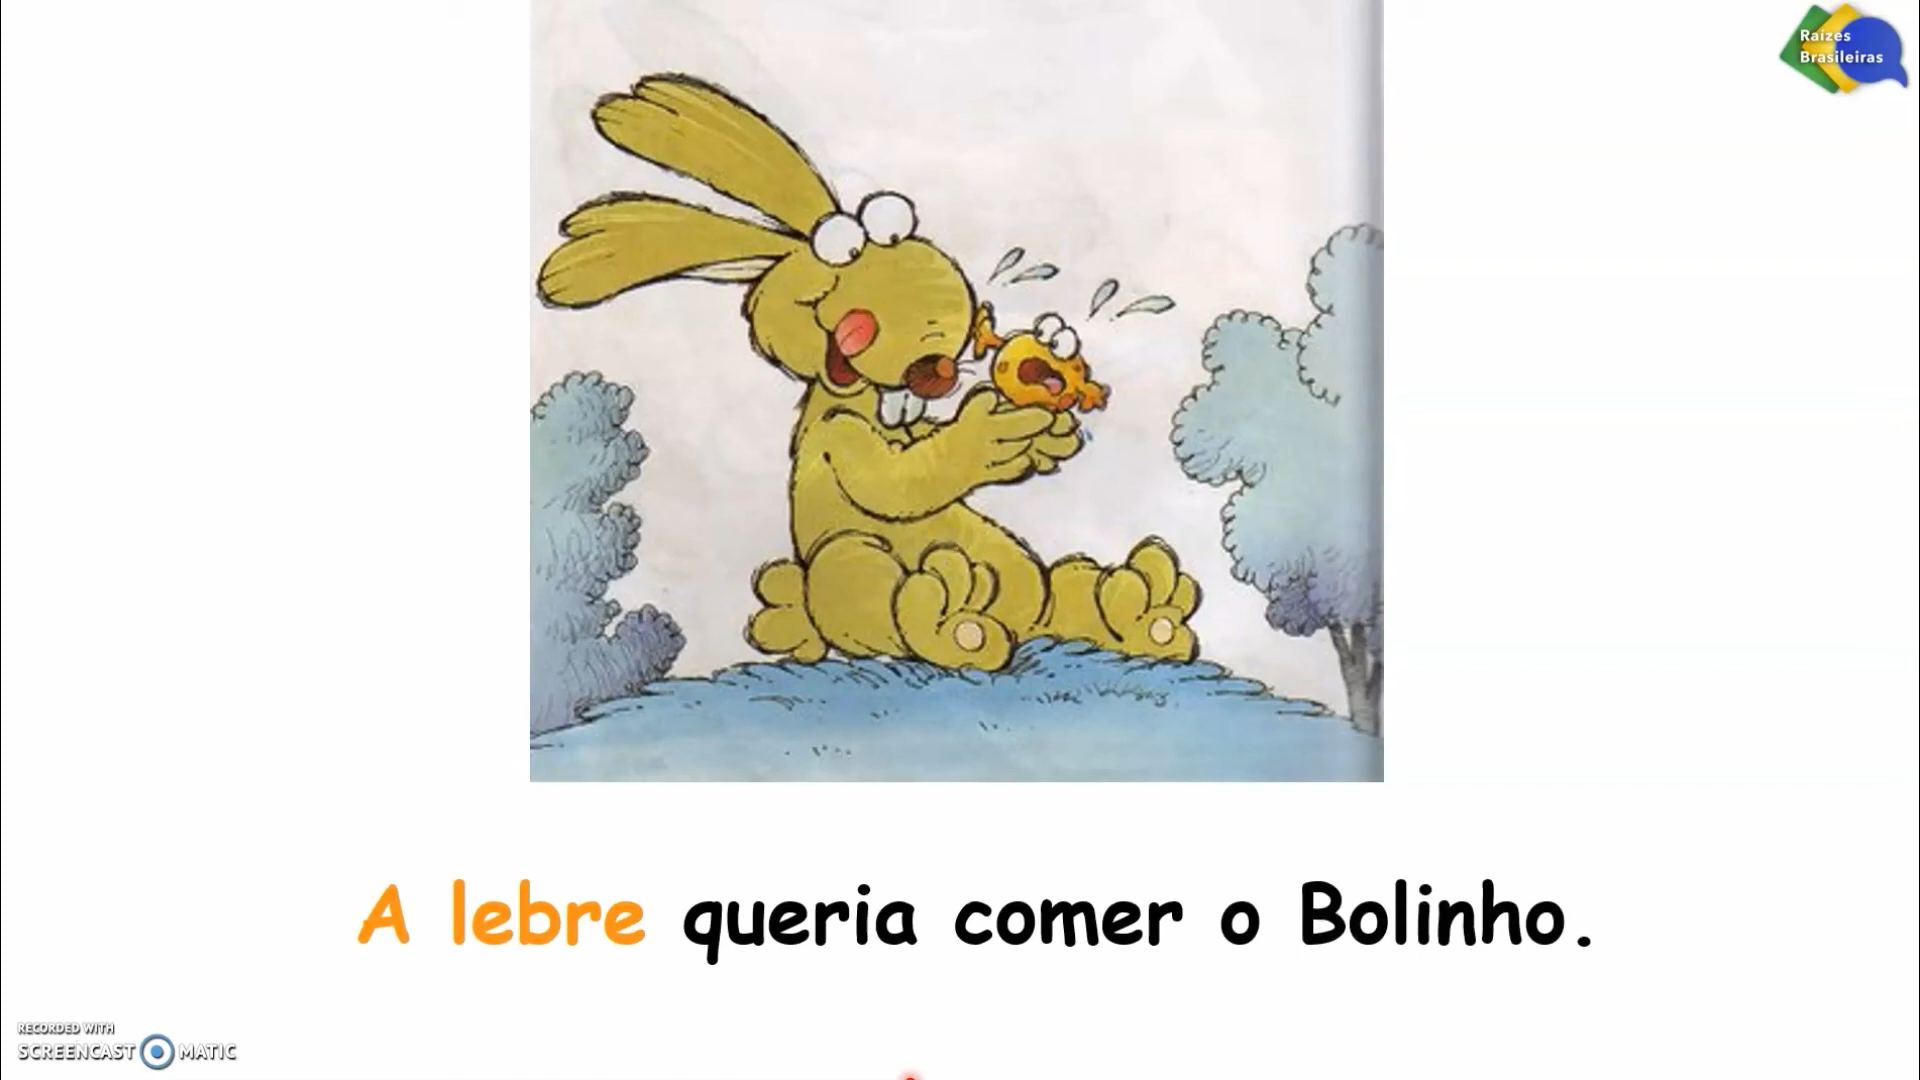 Raízes
Brasileiras
A lebre queria comer o Bolinho.
RECORDED WITH
SCREENCAST MATIC